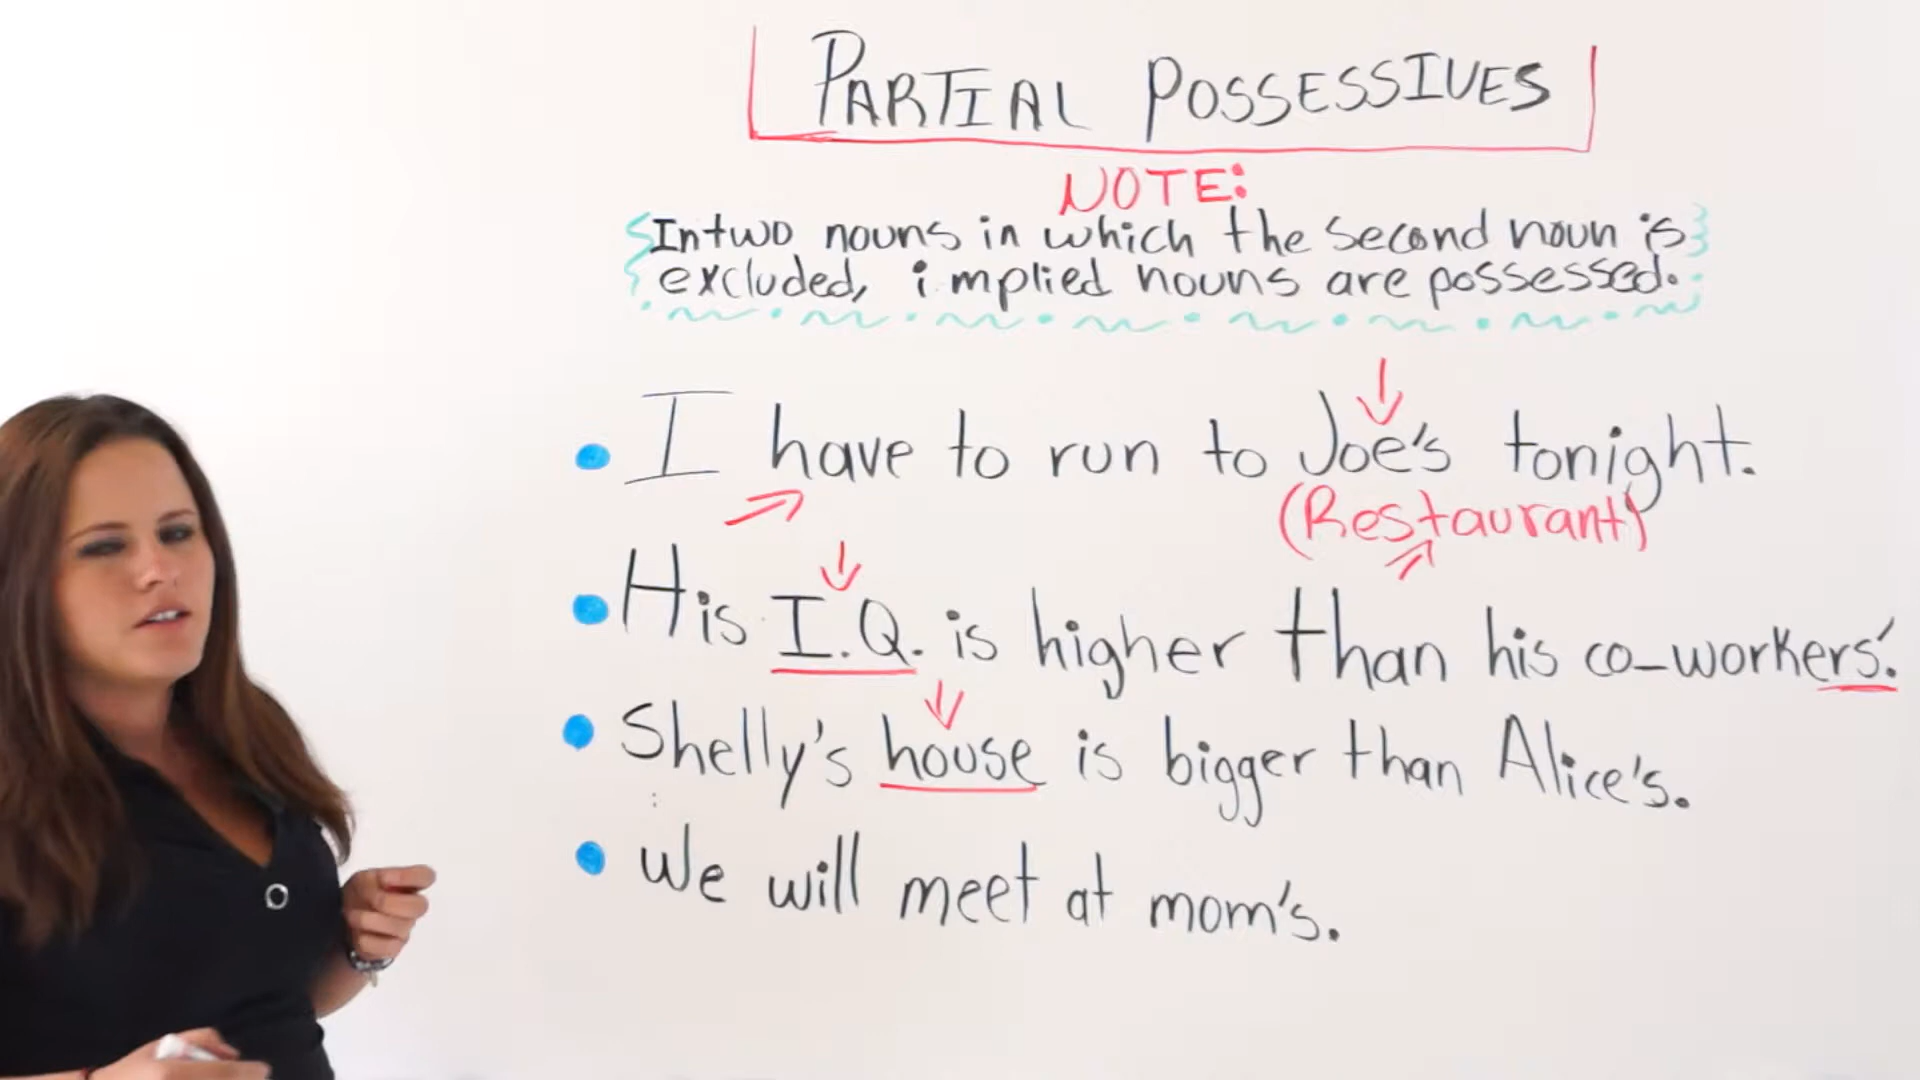 PARTIAL POSSESSIVES
NOTE:
In two nouns in which the second noun is
excluded, implied nouns are possessed.
• I have to run to Joe's tonight.
(Restaurant)
• His I.Q. is higher than his co-workers'.
• Shelly's house is bigger than Alice's.
• We will meet at mom's.